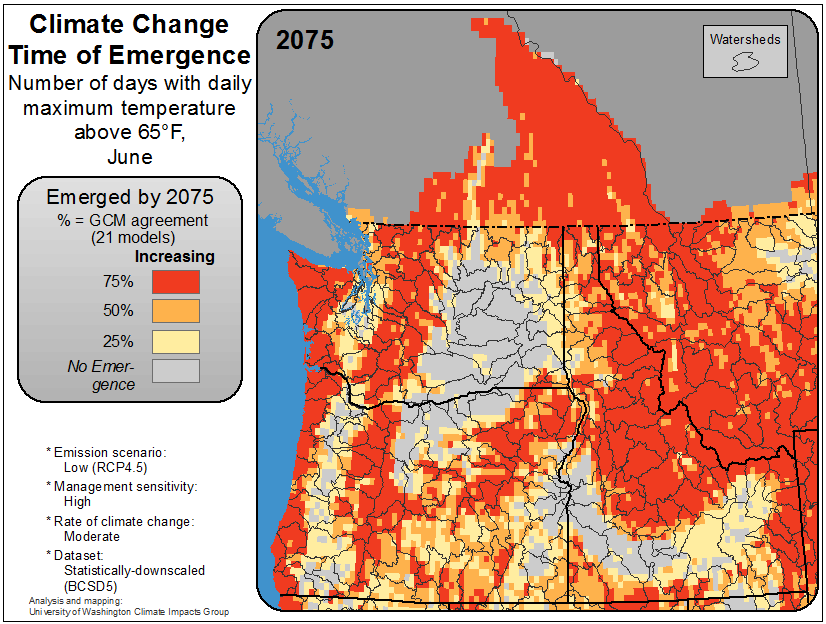 Climate Change
Time of Emergence
Number of days with daily
maximum temperature
above 65°F,
June
Emerged by 2075
% = GCM agreement
(21 models)
Increasing
75%
50%
25%
No Emer-
gence
* Emission scenario:
Low (RCP4.5)
* Management sensitivity:
High
* Rate of climate change:
Moderate
* Dataset:
Statistically-downscaled
(BCSD5)
Analysis and mapping:
University of Washington Climate Impacts Group
2075
Watersheds